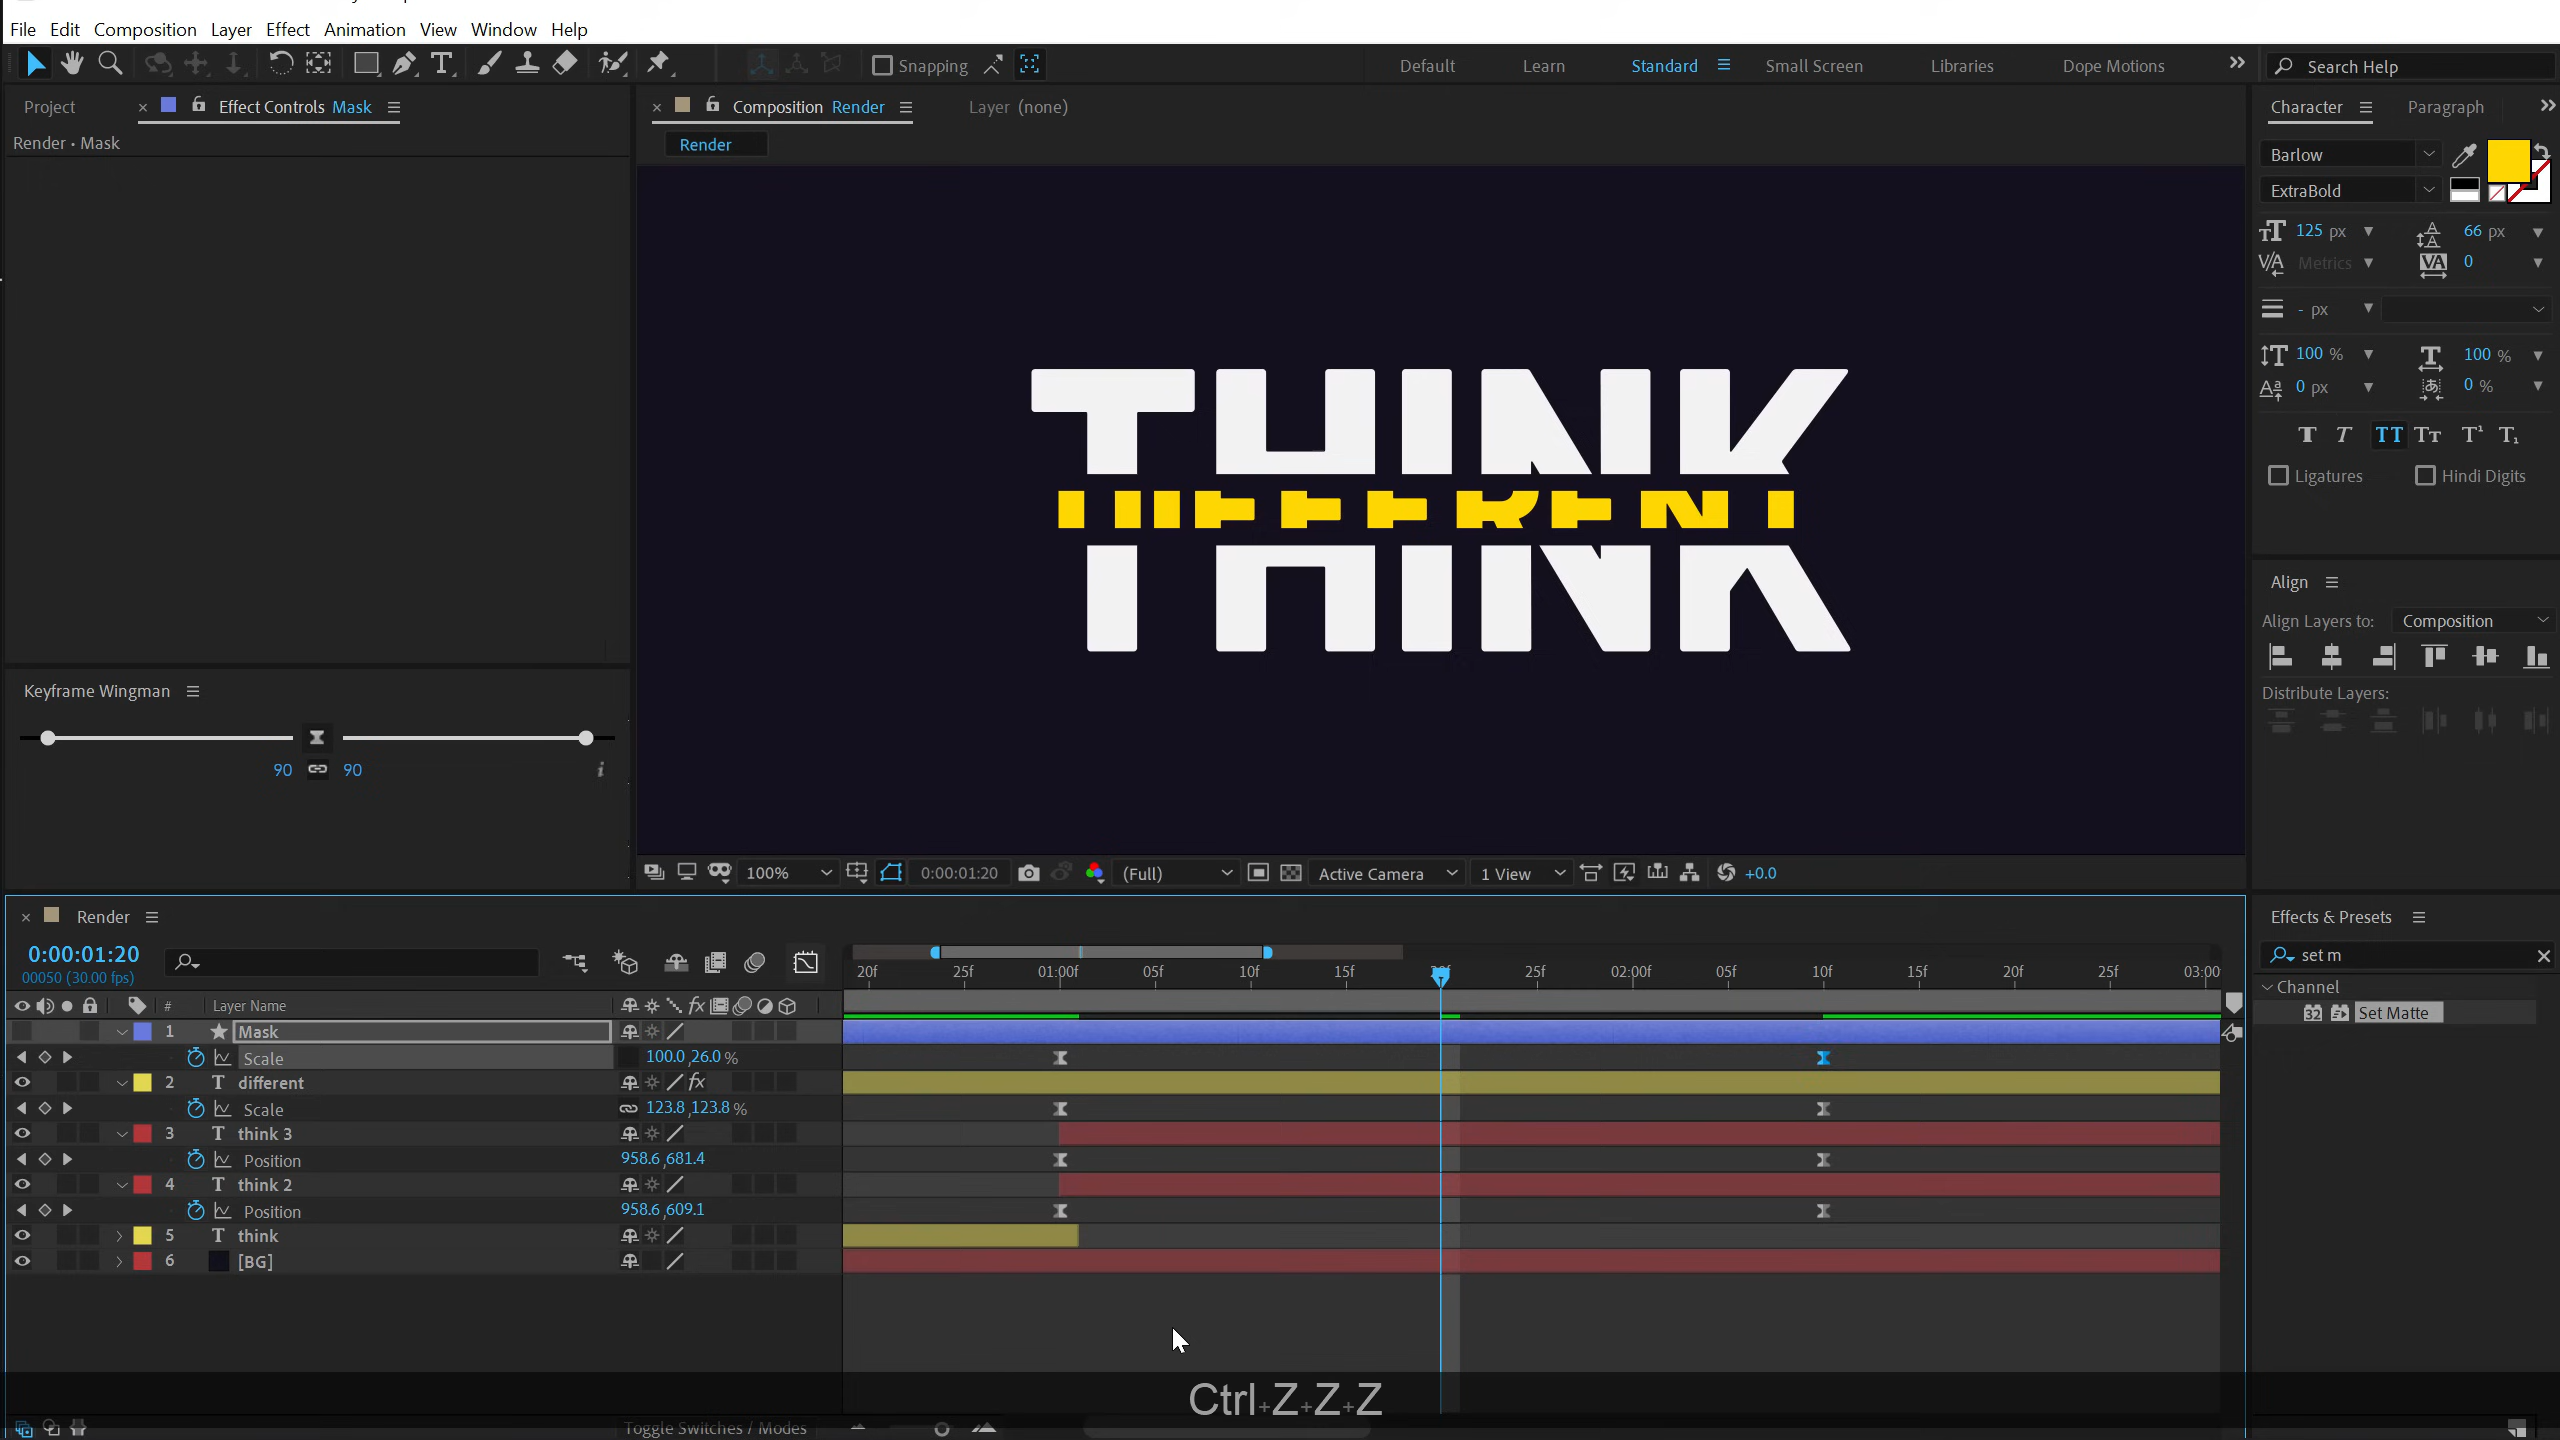 File Edit Composition Layer Effect Animation View Window Help
Snapping Default Learn Standard Small Screen Libraries Dope Motions Search Help
Project Effect Controls Mask Composition Render Layer (none) Character Paragraph
Render • Mask
Render
Barlow
ExtraBold
125 px 66 px
Metrics 0
- px
100 % 100 %
0 px 0 %
Ligatures Hindi Digits
THINK
DIFFERENT
THINK
Align
Align Layers to: Composition
Distribute Layers:
Keyframe Wingman
90 90
100% 0:00:01:20 (Full) Active Camera 1 View +0.0
Render
0:00:01:20
00050 (30.00 fps)
20f 25f 01:00f 05f 10f 15f 20f 25f 02:00f 05f 10f 15f 20f 25f 03:00
# Layer Name
1 Mask
Scale 100.0,26.0 %
2 different
Scale 123.8,123.8 %
3 think 3
Position 958.6,681.4
4 think 2
Position 958.6,609.1
5 think
6 [BG]
Effects & Presets
set m
Channel
32 Set Matte
Ctrl+Z+Z+Z
Toggle Switches / Modes